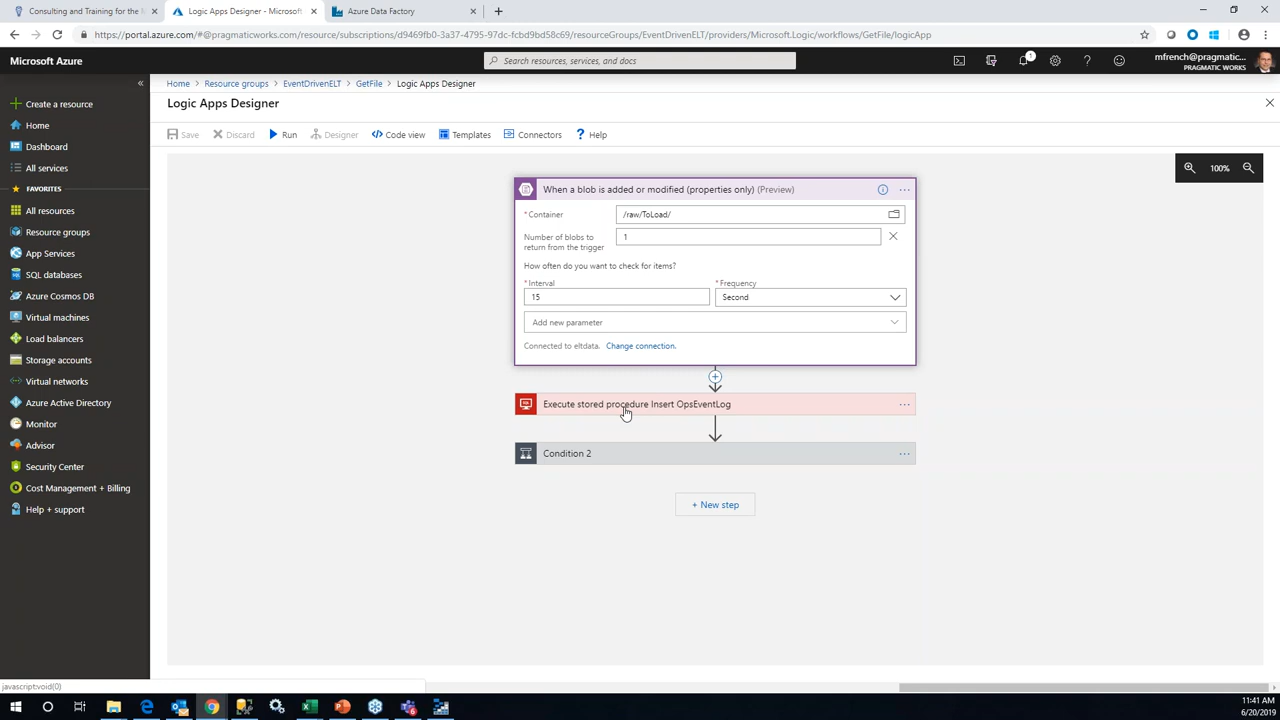 Consulting and Training for the M
Logic Apps Designer - Microsoft
Azure Data Factory
https://portal.azure.com/#@pragmaticworks.com/resource/subscriptions/d9469fb0-3a37-4795-97dc-fcbd9bd58c69/resourceGroups/EventDrivenELT/providers/Microsoft.Logic/workflows/GetFile/logicApp
Microsoft Azure
Search resources, services, and docs
1
mfrench@pragmatic...
PRAGMATIC WORKS
Home > Resource groups > EventDrivenELT > GetFile > Logic Apps Designer
Logic Apps Designer
Save
Discard
Run
Designer
Code view
Templates
Connectors
Help
Create a resource
Home
Dashboard
All services
FAVORITES
All resources
Resource groups
App Services
SQL databases
Azure Cosmos DB
Virtual machines
Load balancers
Storage accounts
Virtual networks
Azure Active Directory
Monitor
Advisor
Security Center
Cost Management + Billing
Help + support
100%
When a blob is added or modified (properties only) (Preview)
* Container
/raw/ToLoad/
Number of blobs to
return from the trigger
1
How often do you want to check for items?
* Interval
* Frequency
15
Second
Add new parameter
Connected to eltdata. Change connection.
Execute stored procedure Insert OpsEventLog
Condition 2
+ New step
javascript:void(0)
11:41 AM
6/20/2019